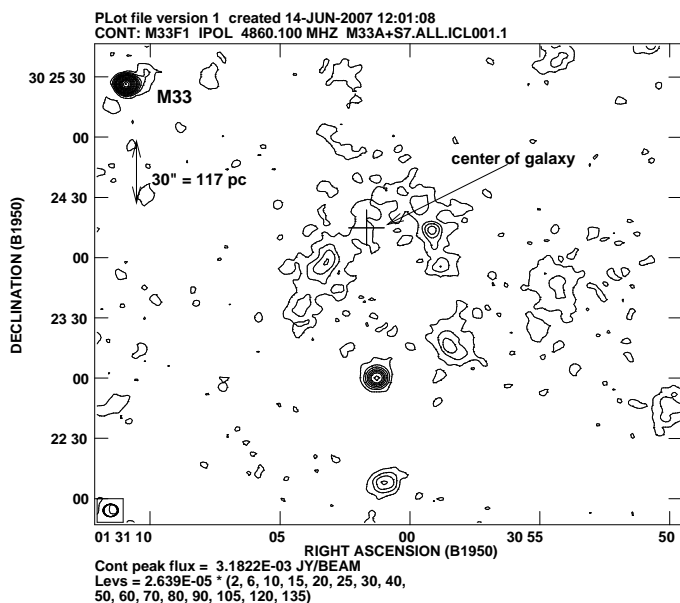 PLot file version 1 created 14-JUN-2007 12:01:08
CONT: M33F1 IPOL 4860.100 MHZ M33A+S7.ALL.ICL001.1
30 25 30
M33
00
center of galaxy
30" = 117 pc
24 30
00
DECLINATION (B1950)
23 30
00
22 30
00
01 31 10
05
00
30 55
50
RIGHT ASCENSION (B1950)
Cont peak flux = 3.1822E-03 JY/BEAM
Levs = 2.639E-05 * (2, 6, 10, 15, 20, 25, 30, 40,
50, 60, 70, 80, 90, 105, 120, 135)